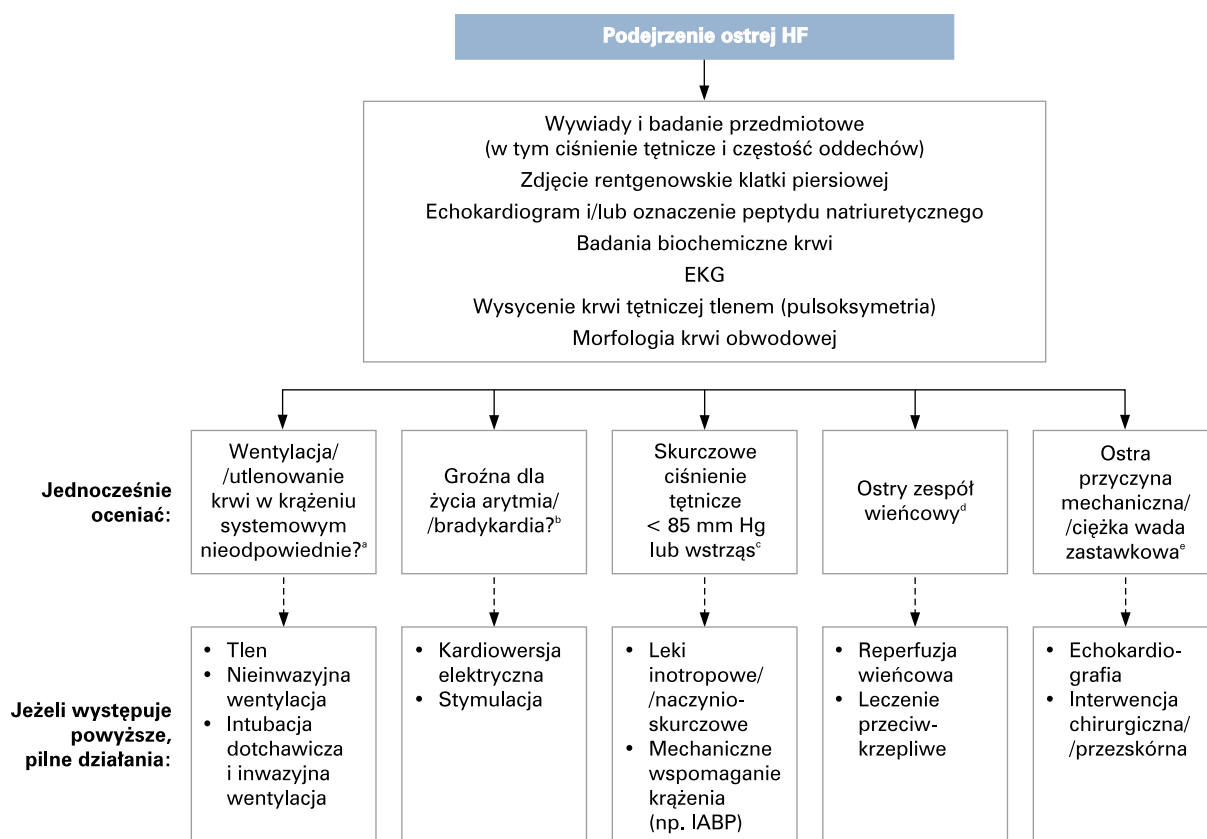 Podejrzenie ostrej HF
Wywiady i badanie przedmiotowe
(w tym ciśnienie tętnicze i częstość oddechów)
Zdjęcie rentgenowskie klatki piersiowej
Echokardiogram i/lub oznaczenie peptydu natriuretycznego
Badania biochemiczne krwi
EKG
Wysycenie krwi tętniczej tlenem (pulsoksymetria)
Morfologia krwi obwodowej
Jednocześnie
oceniać:
Wentylacja/
/utlenowanie
krwi w krążeniu
systemowym
nieodpowiednie?a
Groźna dla
życia arytmia/
/bradykardia?b
Skurczowe
ciśnienie
tętnicze
< 85 mm Hg
lub wstrząsc
Ostry zespół
wieńcowyd
Ostra
przyczyna
mechaniczna/
/ciężka wada
zastawkowae
Jeżeli występuje
powyższe,
pilne działania:
• Tlen
• Nieinwazyjna
wentylacja
• Intubacja
dotchawicza
i inwazyjna
wentylacja
• Kardiowersja
elektryczna
• Stymulacja
• Leki
inotropowe/
/naczynio-
skurczowe
• Mechaniczne
wspomaganie
krążenia
(np. IABP)
• Reperfuzja
wieńcowa
• Leczenie
przeciw-
krzepliwe
• Echokardio-
grafia
• Interwencja
chirurgiczna/
/przezskórna